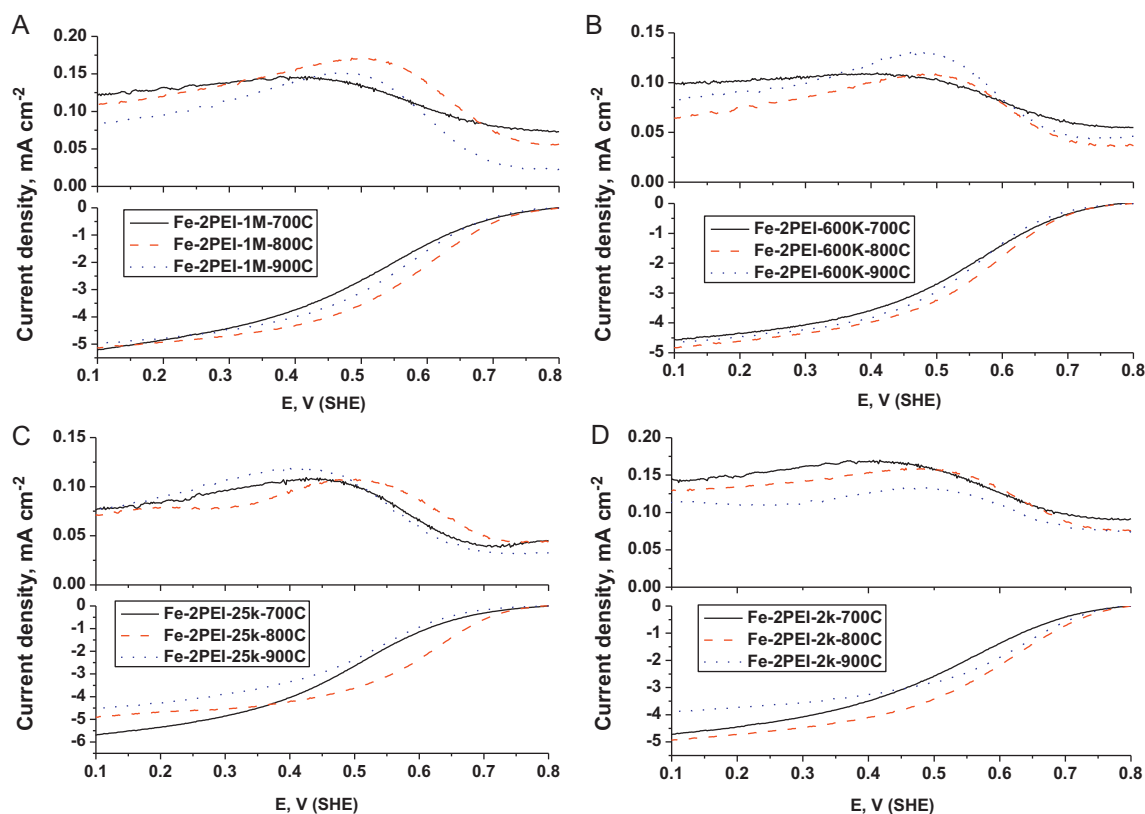 A
Current density, mA cm-2
0.20
0.15
0.10
0.05
0.00
0
-1
-2
-3
-4
-5
Fe-2PEI-1M-700C
Fe-2PEI-1M-800C
Fe-2PEI-1M-900C
0.1 0.2 0.3 0.4 0.5 0.6 0.7 0.8
E, V (SHE)
B
Current density, mA cm-2
0.15
0.10
0.05
0.00
0
-1
-2
-3
-4
-5
Fe-2PEI-600K-700C
Fe-2PEI-600K-800C
Fe-2PEI-600K-900C
0.1 0.2 0.3 0.4 0.5 0.6 0.7 0.8
E, V (SHE)
C
Current density, mA cm-2
0.15
0.10
0.05
0.00
0
-1
-2
-3
-4
-5
-6
Fe-2PEI-25k-700C
Fe-2PEI-25k-800C
Fe-2PEI-25k-900C
0.1 0.2 0.3 0.4 0.5 0.6 0.7 0.8
E, V (SHE)
D
Current density, mA cm-2
0.20
0.15
0.10
0.05
0.00
0
-1
-2
-3
-4
-5
Fe-2PEI-2k-700C
Fe-2PEI-2k-800C
Fe-2PEI-2k-900C
0.1 0.2 0.3 0.4 0.5 0.6 0.7 0.8
E, V (SHE)